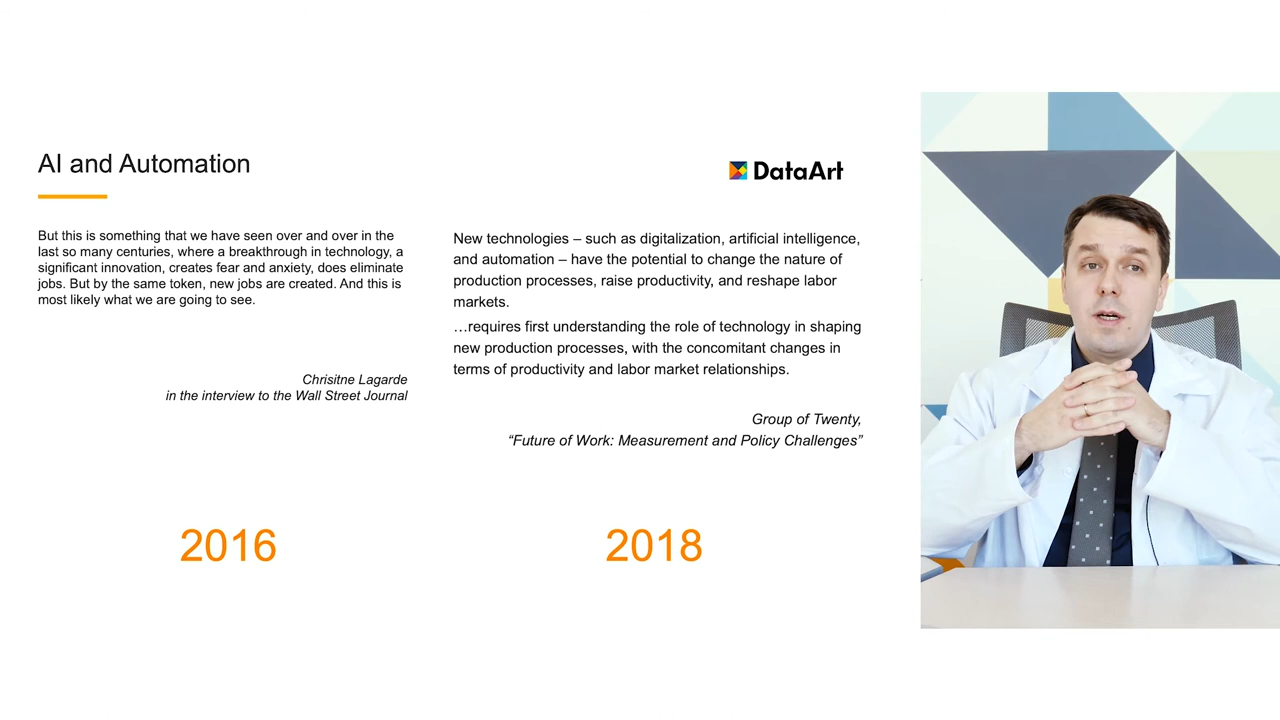 AI and Automation
DataArt
But this is something that we have seen over and over in the
last so many centuries, where a breakthrough in technology, a
significant innovation, creates fear and anxiety, does eliminate
jobs. But by the same token, new jobs are created. And this is
most likely what we are going to see.
Chrisitne Lagarde
in the interview to the Wall Street Journal
2016
New technologies – such as digitalization, artificial intelligence,
and automation – have the potential to change the nature of
production processes, raise productivity, and reshape labor
markets.
…requires first understanding the role of technology in shaping
new production processes, with the concomitant changes in
terms of productivity and labor market relationships.
Group of Twenty,
“Future of Work: Measurement and Policy Challenges”
2018